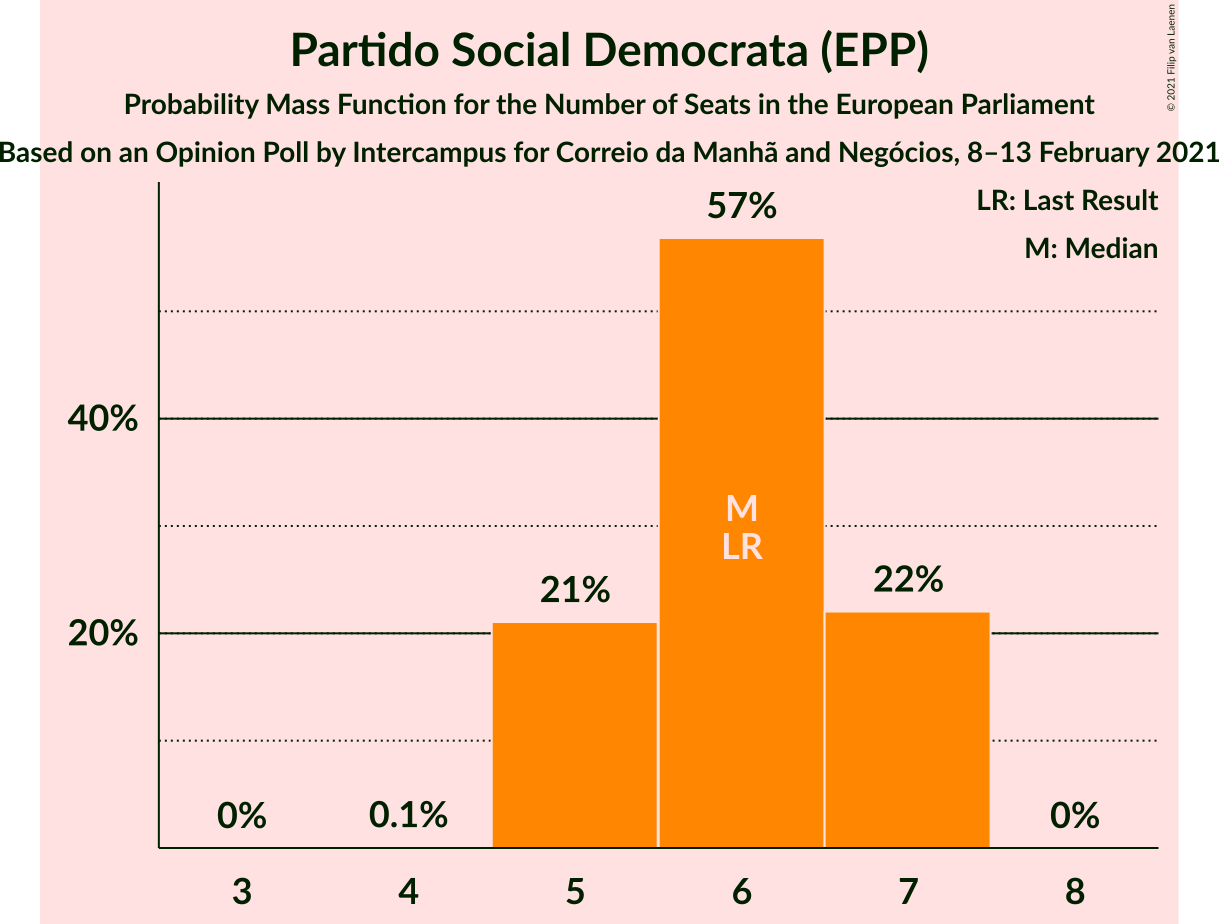 Partido Social Democrata (EPP)
Probability Mass Function for the Number of Seats in the European Parliament
Based on an Opinion Poll by Intercampus for Correio da Manhã and Negócios, 8–13 February 2021
© 2021 Filip van Laenen
LR: Last Result
M: Median
57%
40%
M
LR
21%
22%
20%
0%
0.1%
0%
3
4
5
6
7
8